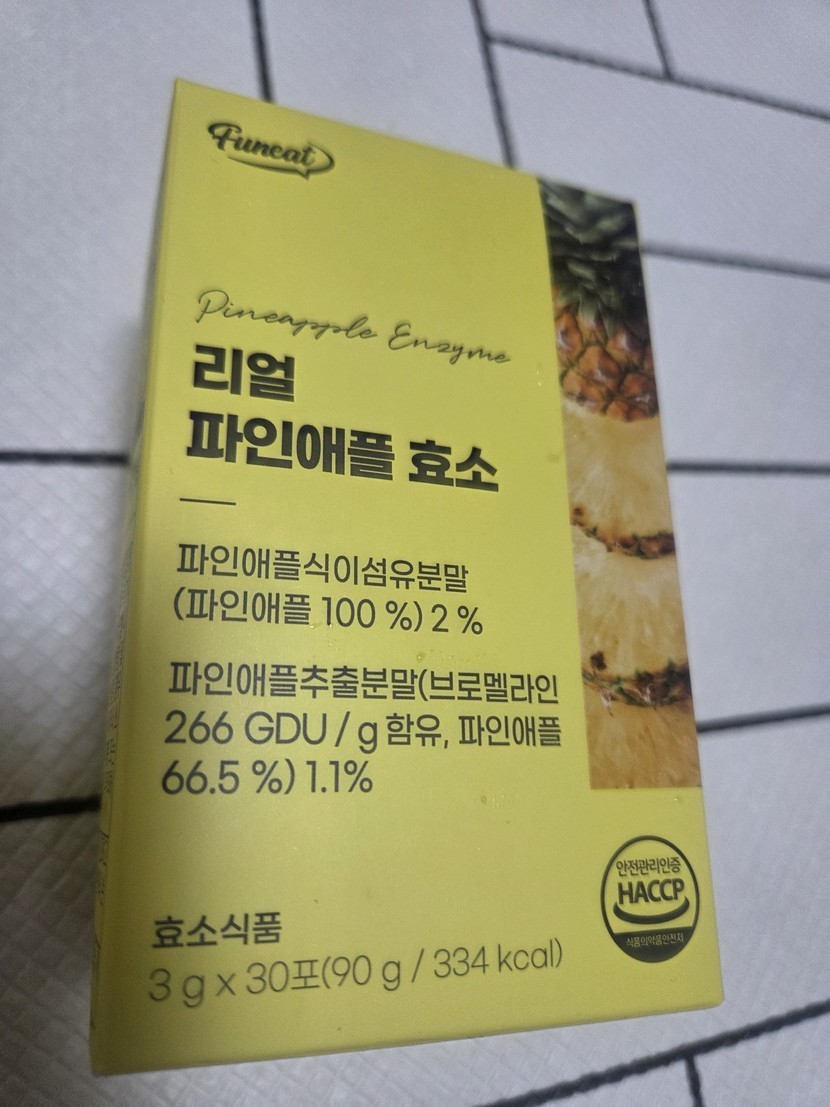 Funeat
Pineapple Enzyme
리얼
파인애플 효소
파인애플식이섬유분말
(파인애플 100 %) 2 %
파인애플추출분말(브로멜라인
266 GDU / g 함유, 파인애플
66.5 %) 1.1%
안전관리인증
HACCP
식품의약품안전처
효소식품
3 g x 30포(90 g / 334 kcal)